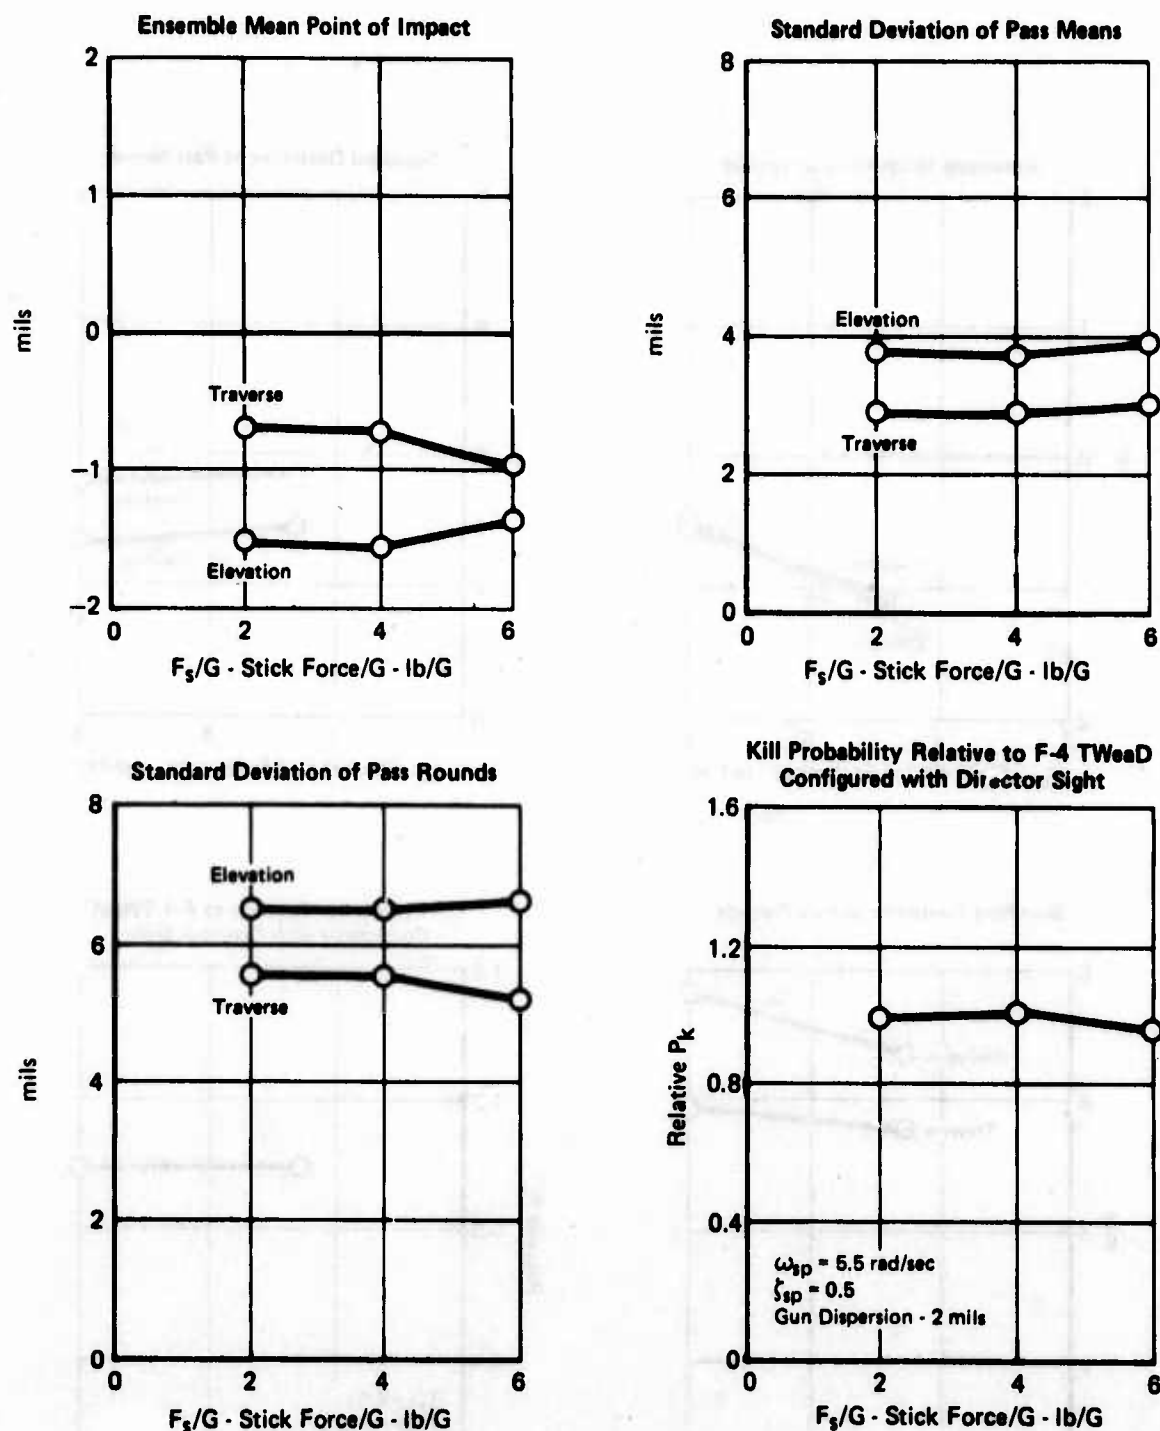 Ensemble Mean Point of Impact
2
1
0
−1
−2
mils
Traverse
Elevation
0 2 4 6
Fₛ/G - Stick Force/G - lb/G
Standard Deviation of Pass Means
8
6
4
2
0
mils
Elevation
Traverse
0 2 4 6
Fₛ/G - Stick Force/G - lb/G
Standard Deviation of Pass Rounds
8
6
4
2
0
mils
Elevation
Traverse
0 2 4 6
Fₛ/G - Stick Force/G - lb/G
Kill Probability Relative to F-4 TWeaD
Configured with Director Sight
1.6
1.2
0.8
0.4
0
Relative Pₖ
ωsp = 5.5 rad/sec
ζsp = 0.5
Gun Dispersion - 2 mils
0 2 4 6
Fₛ/G - Stick Force/G - lb/G